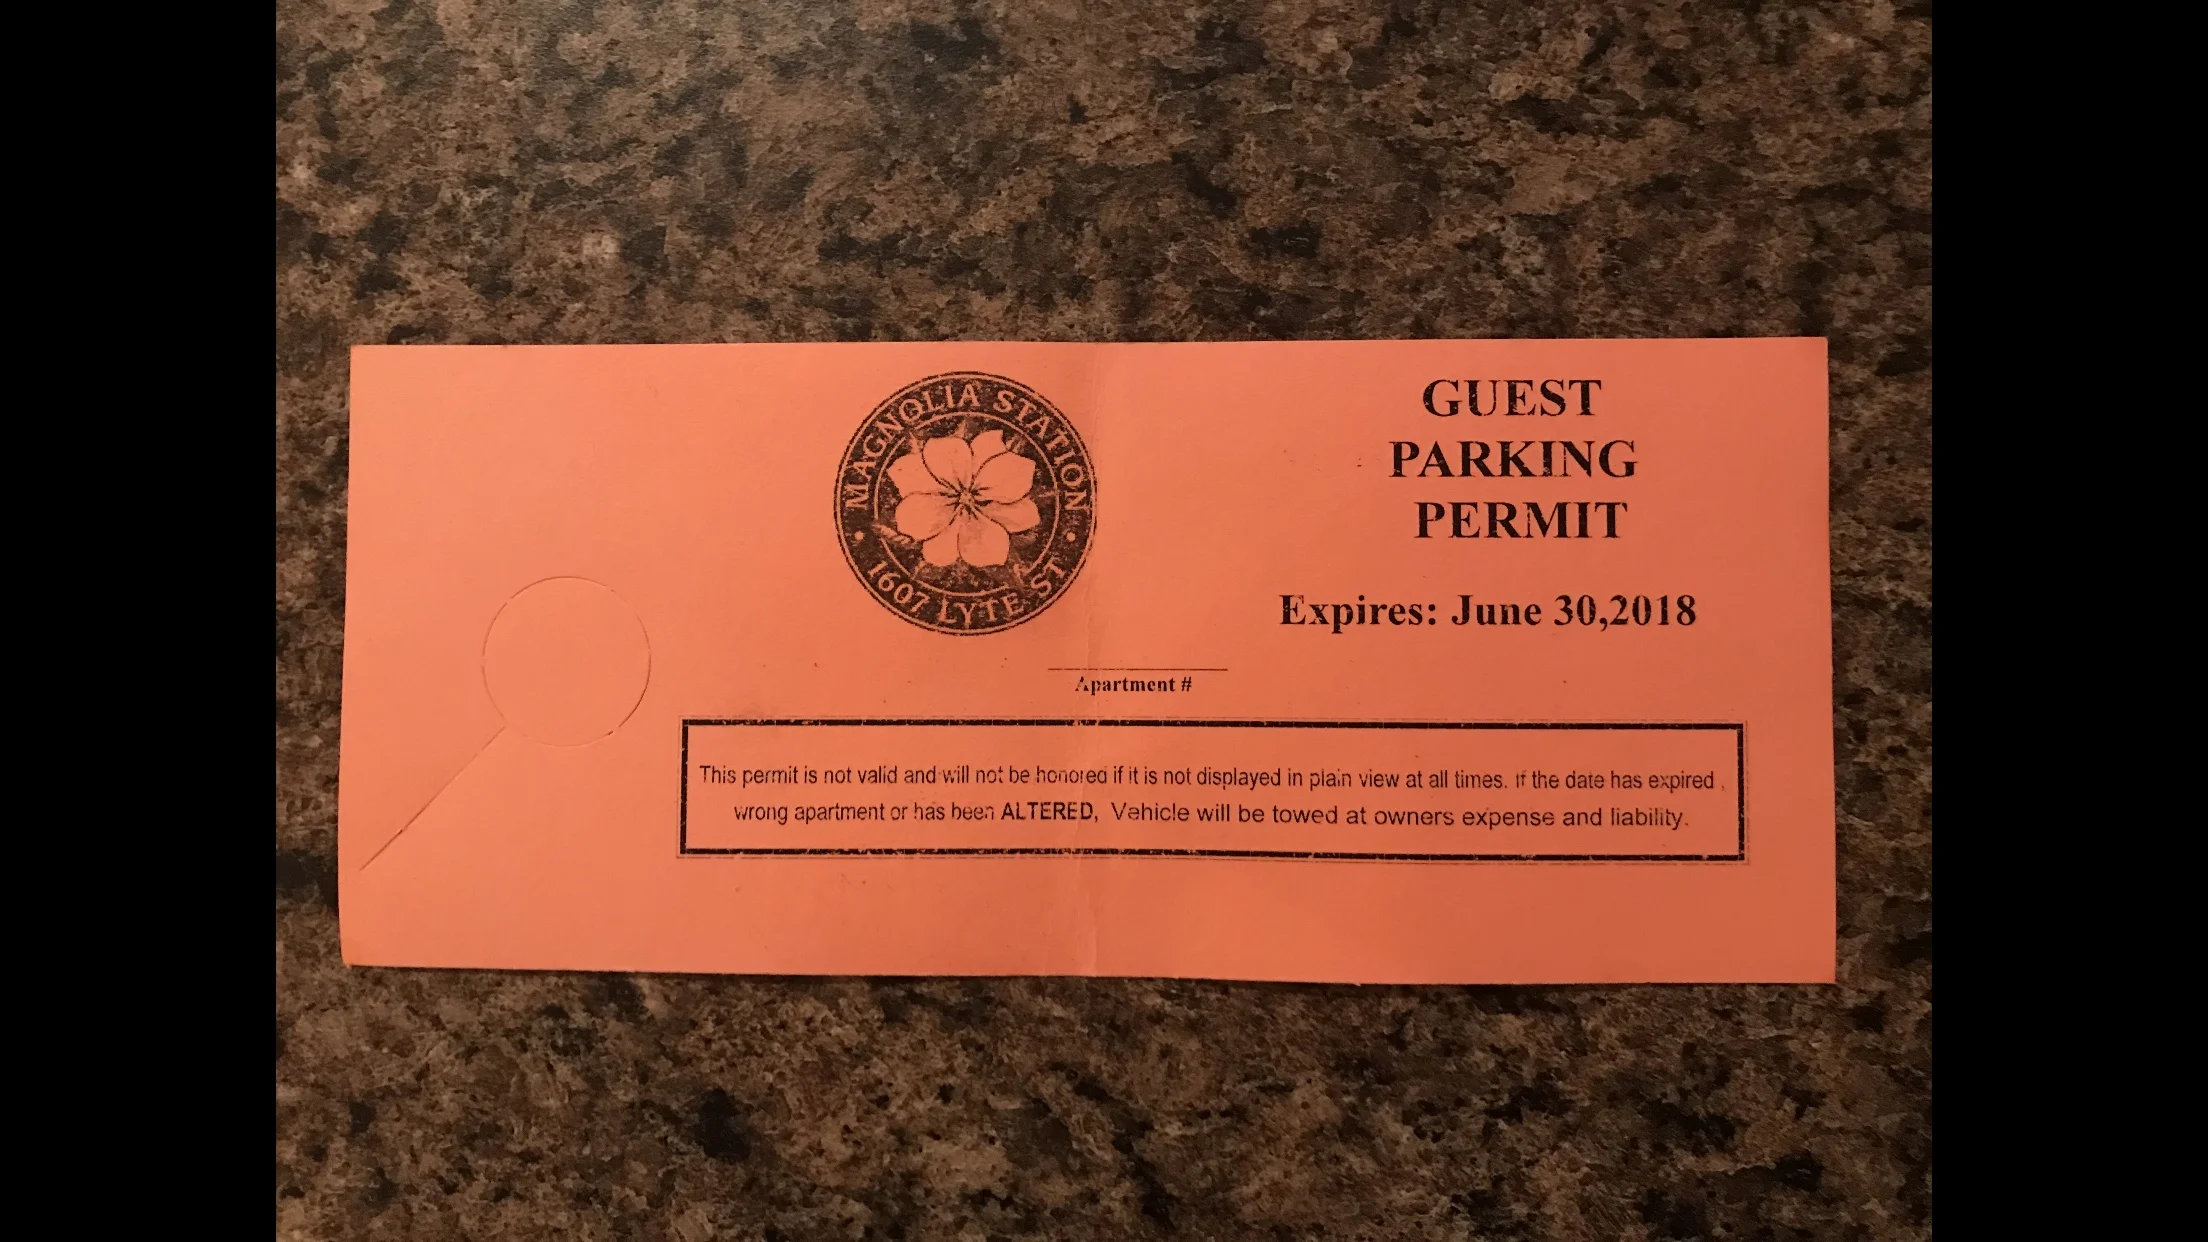 MAGNOLIA STATION
1607 LYTE ST
GUEST
PARKING
PERMIT
Expires: June 30,2018
Apartment #
This permit is not valid and will not be honored if it is not displayed in plain view at all times. If the date has expired ,
wrong apartment or has been ALTERED, Vehicle will be towed at owners expense and liability.